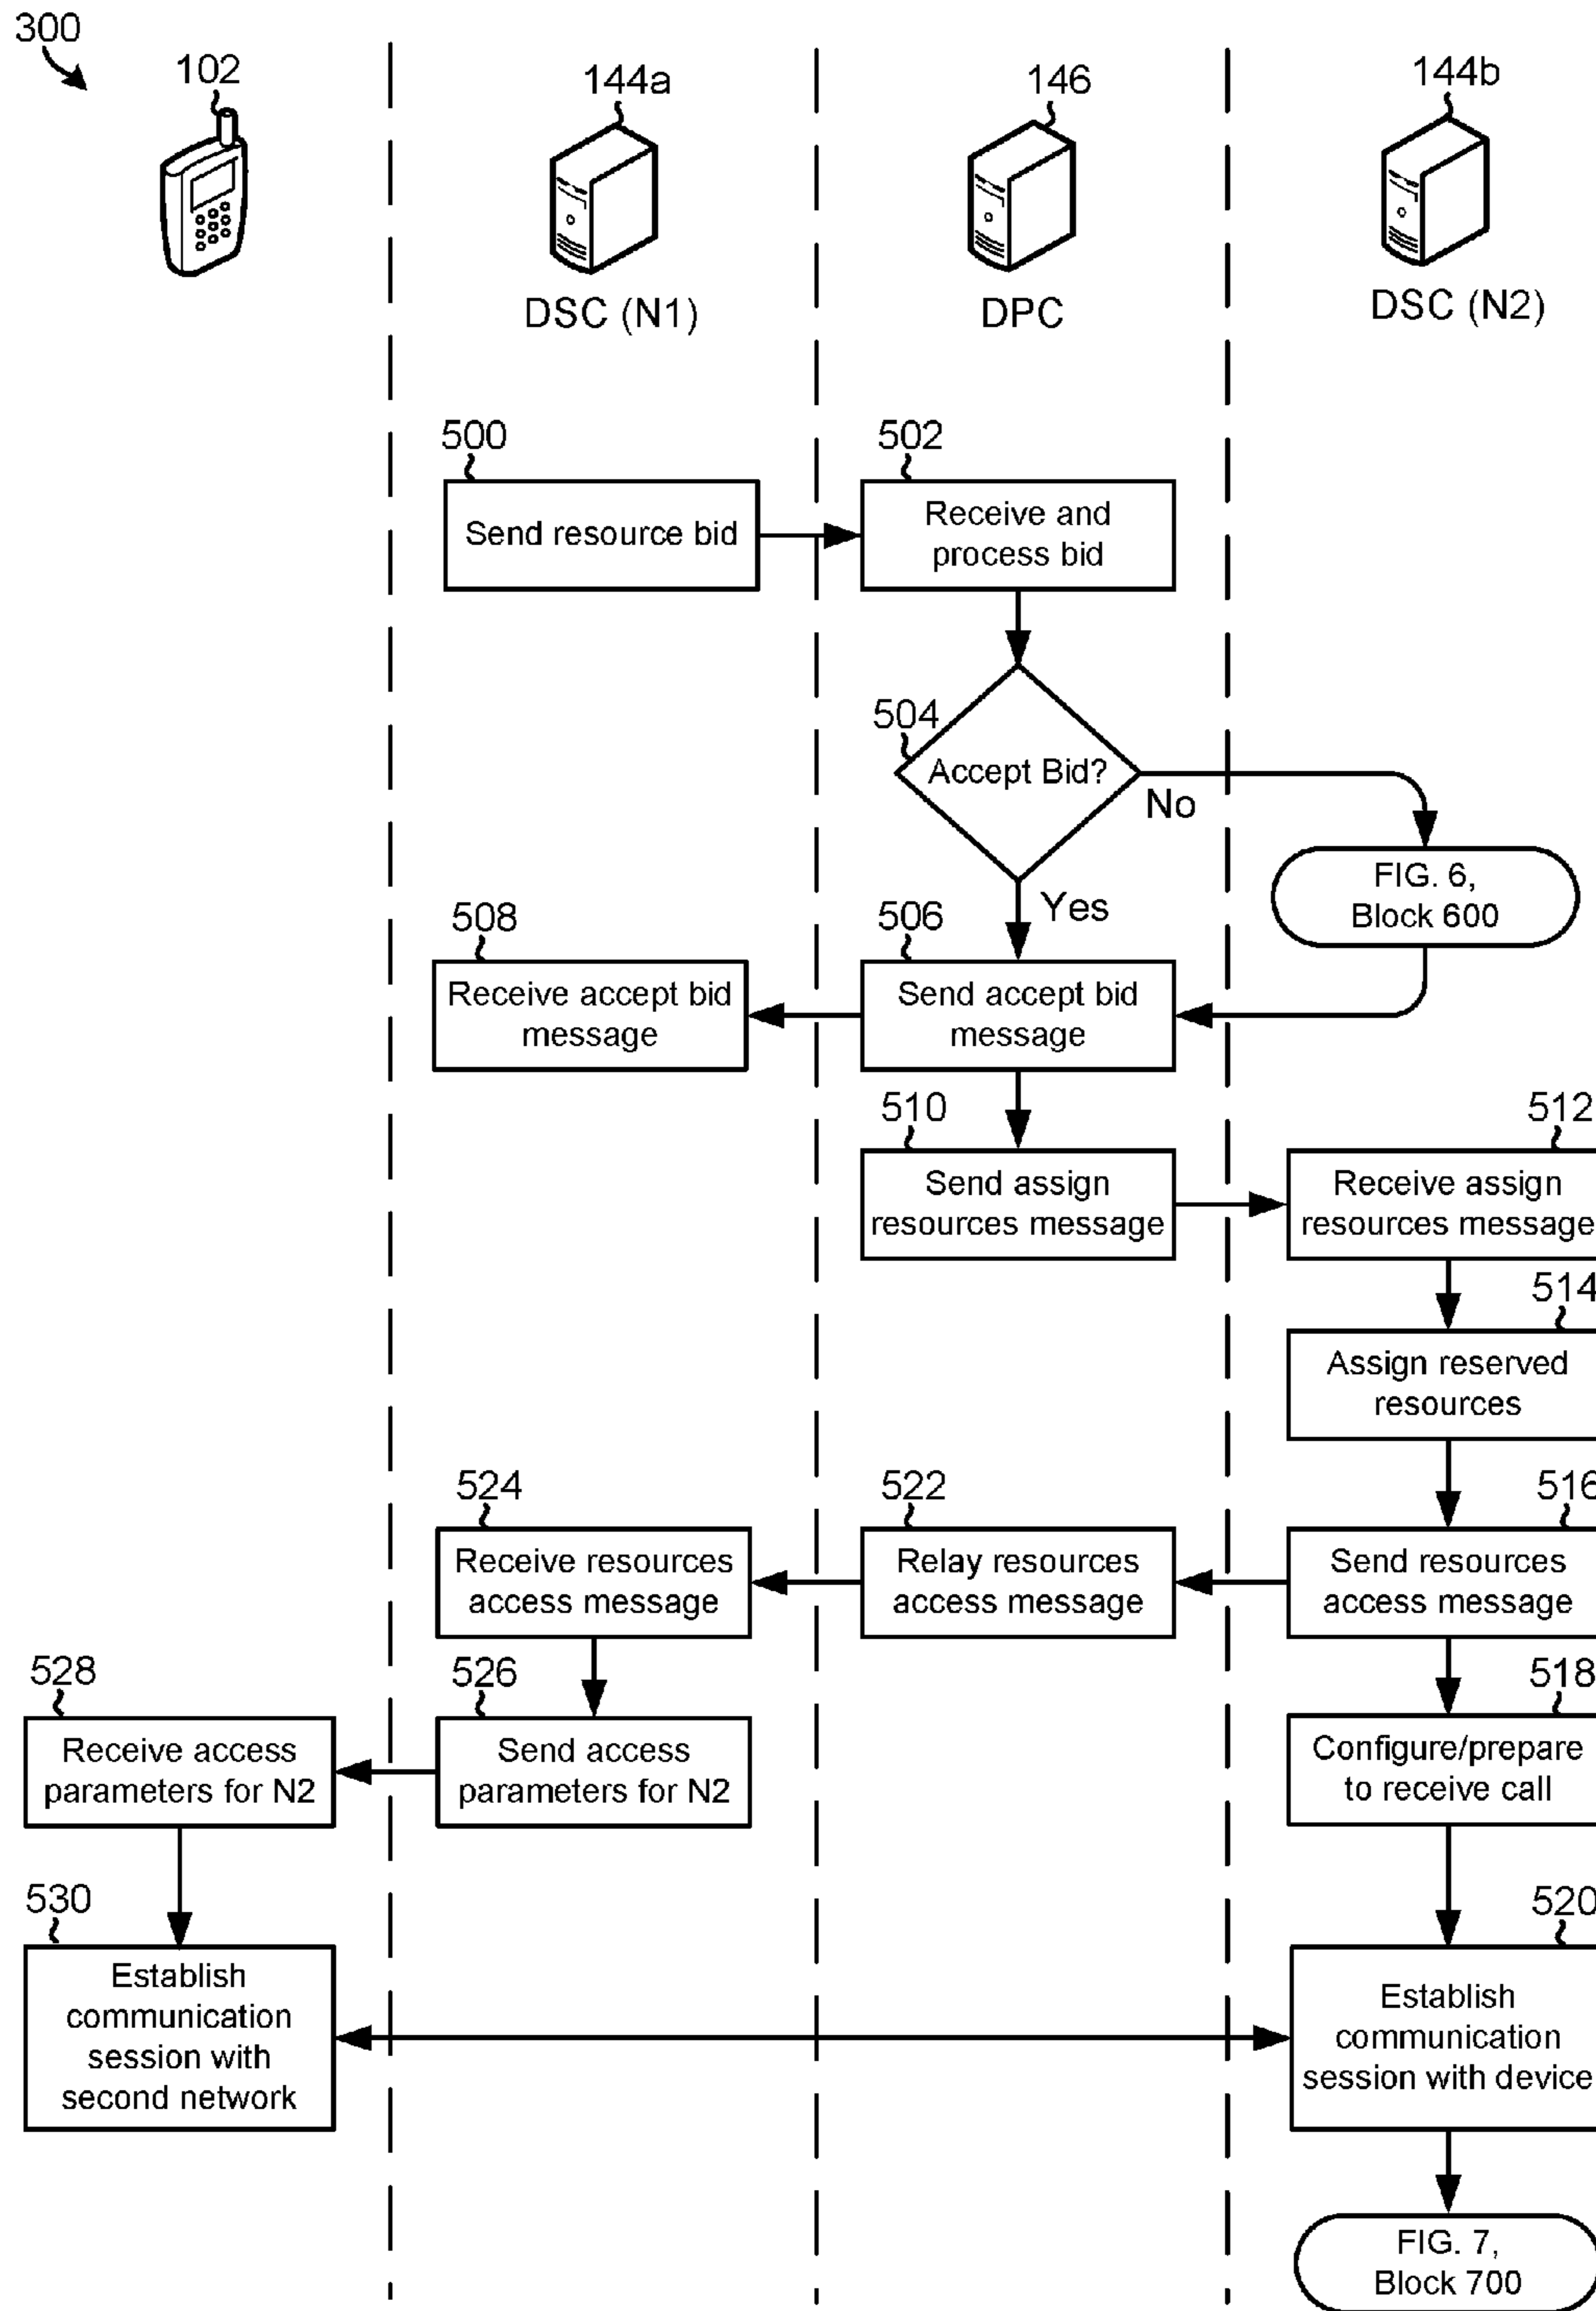 300
102
144a
146
144b
DSC (N1)
DPC
DSC (N2)
500
502
Send resource bid
Receive and
process bid
504
Accept Bid?
No
FIG. 6,
Block 600
Yes
508
506
Receive accept bid
message
Send accept bid
message
510
512
Send assign
resources message
Receive assign
resources message
514
Assign reserved
resources
524
522
516
Receive resources
access message
Relay resources
access message
Send resources
access message
528
526
518
Receive access
parameters for N2
Send access
parameters for N2
Configure/prepare
to receive call
530
520
Establish
communication
session with
second network
Establish
communication
session with device
FIG. 7,
Block 700